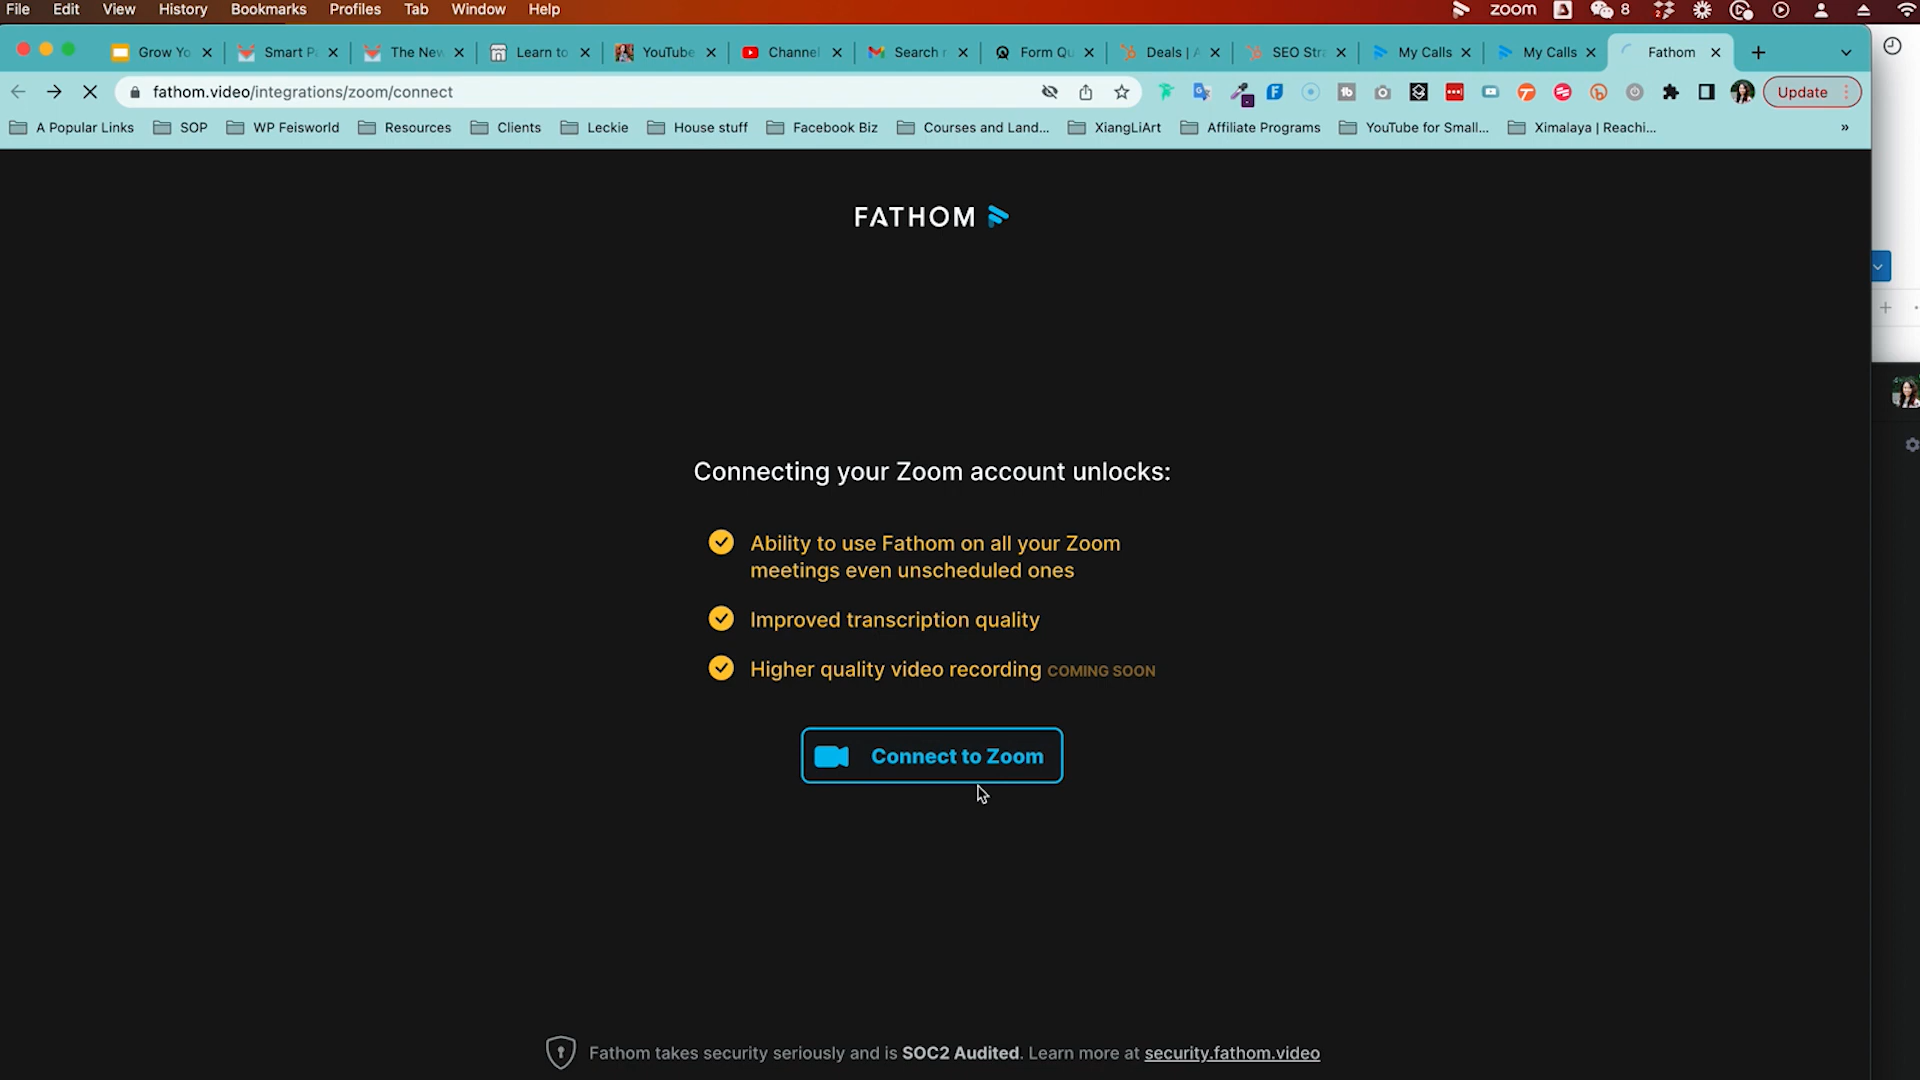 File Edit View History Bookmarks Profiles Tab Window Help zoom 8
Grow Yo Smart P The New Learn to YouTube Channel Search r Form Qu Deals | A SEO Stra My Calls My Calls Fathom
fathom.video/integrations/zoom/connect Update
A Popular Links SOP WP Feisworld Resources Clients Leckie House stuff Facebook Biz Courses and Land... XiangLiArt Affiliate Programs YouTube for Small... Ximalaya | Reachi... »
FATHOM
Connecting your Zoom account unlocks:
Ability to use Fathom on all your Zoom
meetings even unscheduled ones
Improved transcription quality
Higher quality video recording COMING SOON
Connect to Zoom
Fathom takes security seriously and is SOC2 Audited. Learn more at security.fathom.video